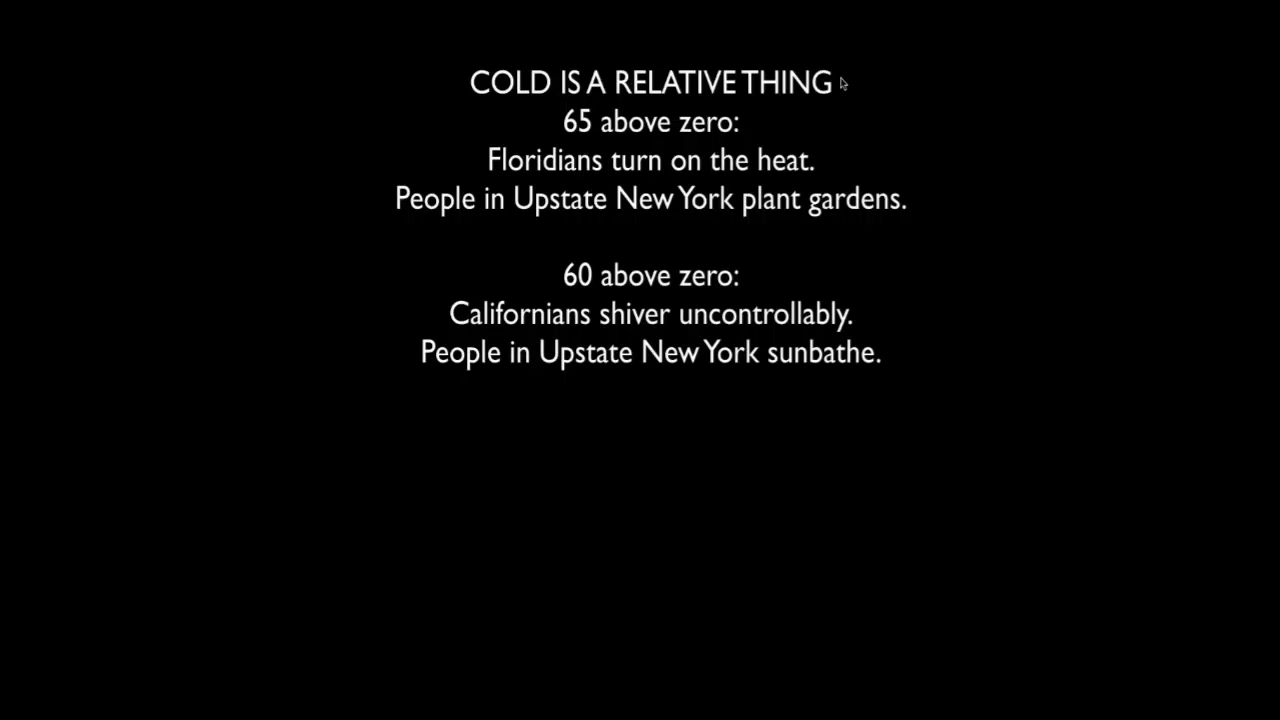 COLD IS A RELATIVE THING
65 above zero:
Floridians turn on the heat.
People in Upstate New York plant gardens.
60 above zero:
Californians shiver uncontrollably.
People in Upstate New York sunbathe.